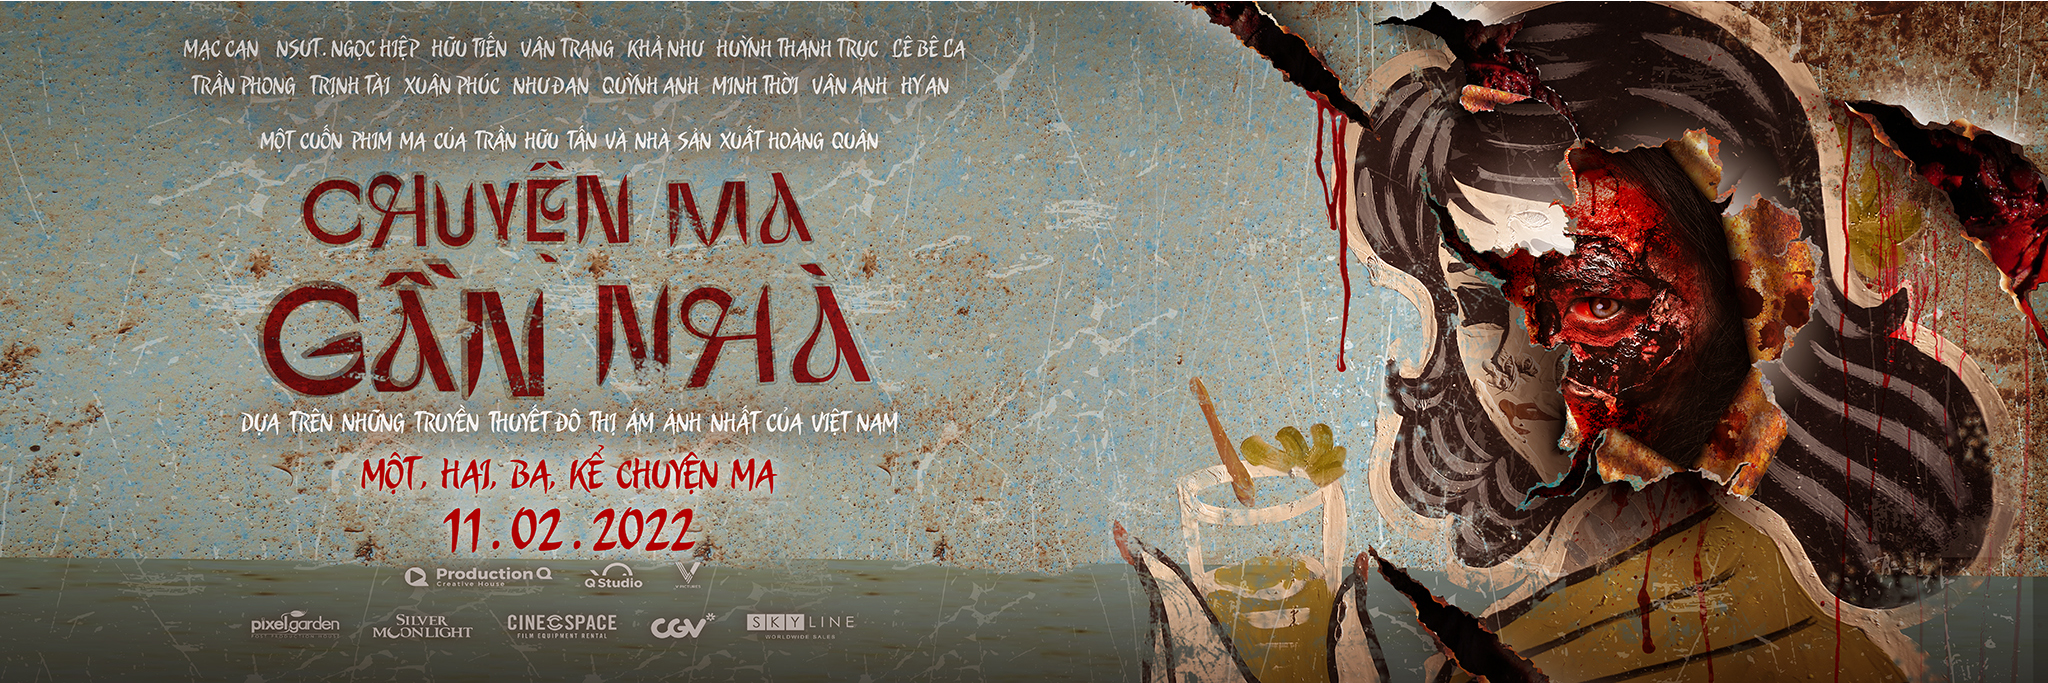 MẠC CAN NSƯT. NGỌC HIỆP HỮU TIẾN VÂN TRANG KHẢ NHƯ HUỲNH THANH TRỰC LÊ BÊ LA
TRẦN PHONG TRỊNH TÀI XUÂN PHÚC NHƯ ĐAN QUỲNH ANH MINH THỜI VÂN ANH HY AN
MỘT CUỐN PHIM MA CỦA TRẦN HỮU TẤN VÀ NHÀ SẢN XUẤT HOÀNG QUÂN
CHUYỆN MA
GẦN NHÀ
DỰA TRÊN NHỮNG TRUYỀN THUYẾT ĐÔ THỊ ÁM ẢNH NHẤT CỦA VIỆT NAM
MỘT, HAI, BA, KỂ CHUYỆN MA
11.02.2022
ProductionQ
Creative House
Q Studio
V PICTURES
pixelgarden
POST PRODUCTION HOUSE
SILVER
MOONLIGHT
CINESPACE
FILM EQUIPMENT RENTAL
CGV
SKYLINE
WORLDWIDE SALES